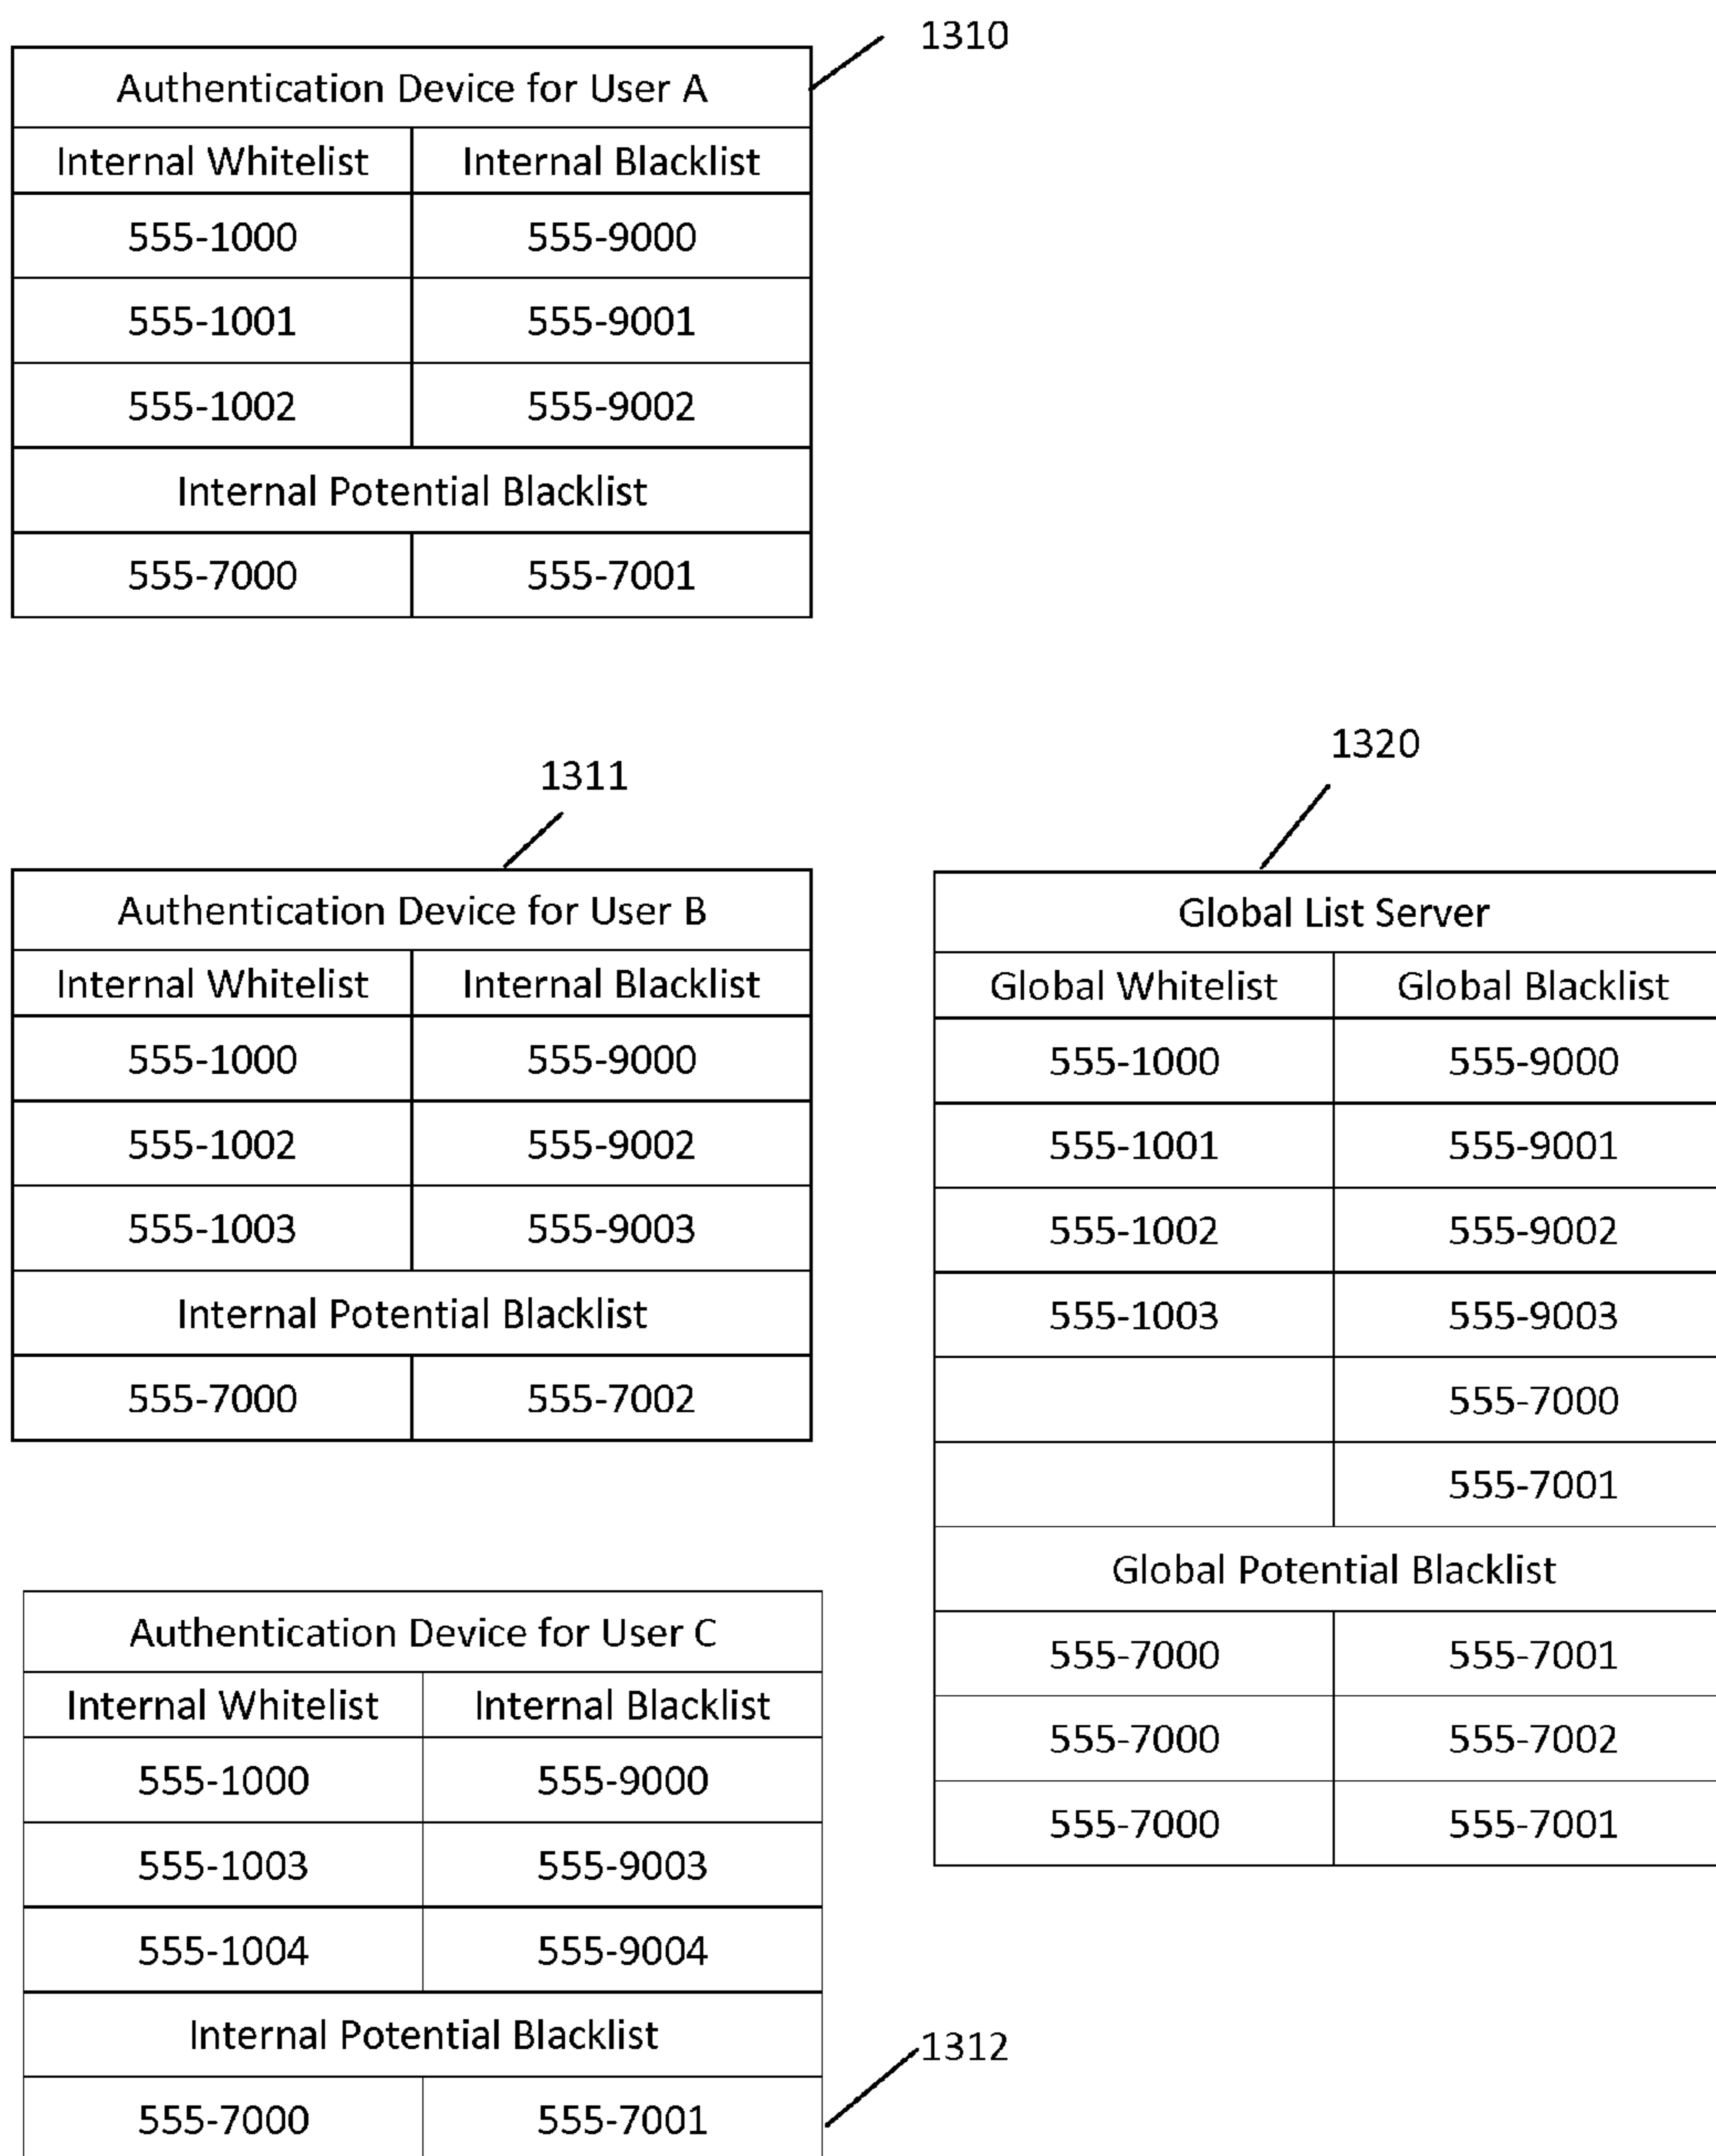 1310
Authentication Device for User A
Internal Whitelist Internal Blacklist
555-1000 555-9000
555-1001 555-9001
555-1002 555-9002
Internal Potential Blacklist
555-7000 555-7001
1311
Authentication Device for User B
Internal Whitelist Internal Blacklist
555-1000 555-9000
555-1002 555-9002
555-1003 555-9003
Internal Potential Blacklist
555-7000 555-7002
1320
Global List Server
Global Whitelist Global Blacklist
555-1000 555-9000
555-1001 555-9001
555-1002 555-9002
555-1003 555-9003
555-7000
555-7001
Global Potential Blacklist
555-7000 555-7001
555-7000 555-7002
555-7000 555-7001
Authentication Device for User C
Internal Whitelist Internal Blacklist
555-1000 555-9000
555-1003 555-9003
555-1004 555-9004
Internal Potential Blacklist
555-7000 555-7001
1312